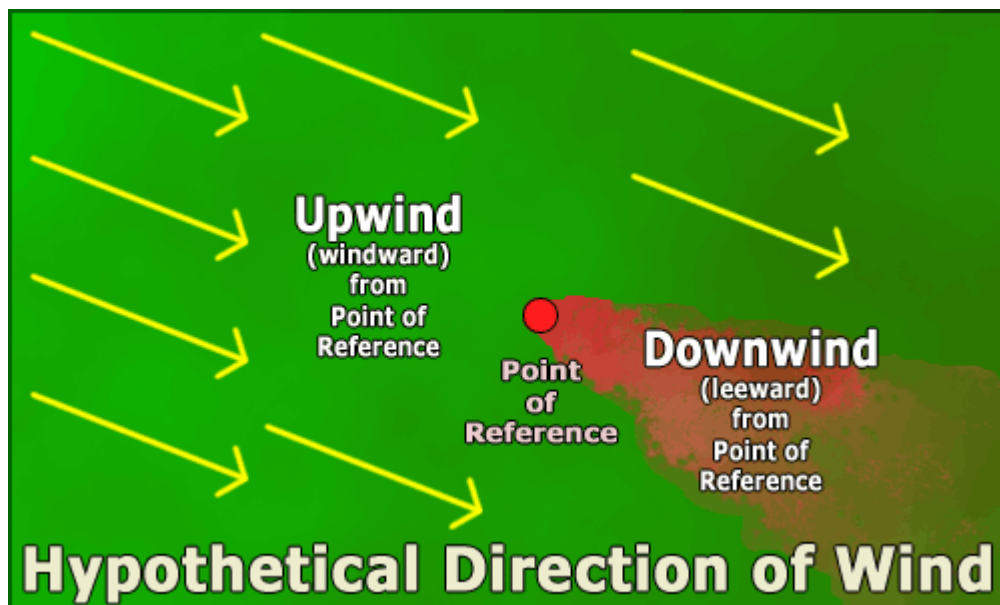 Upwind
(windward)
from
Point of
Reference
Point
of
Reference
Downwind
(leeward)
from
Point of
Reference
Hypothetical Direction of Wind